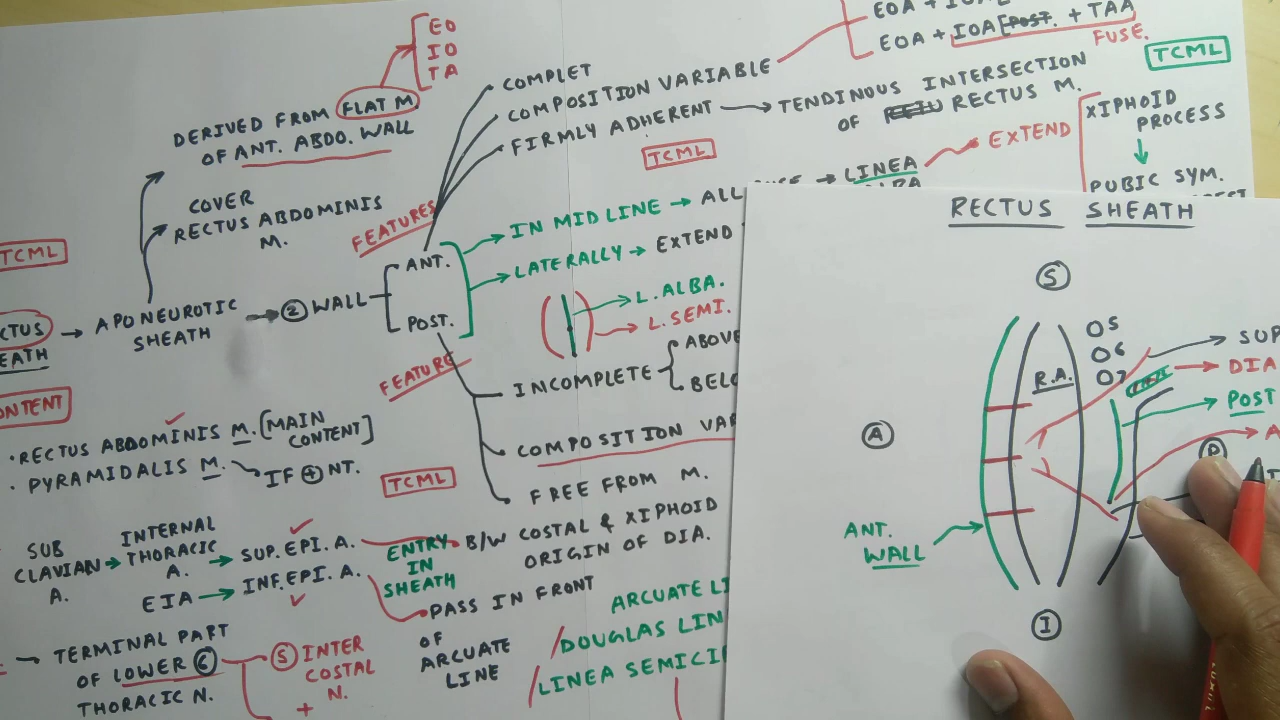 EO
IO
TA
DERIVED FROM FLAT M
OF ANT. ABDO. WALL
COVER
RECTUS ABDOMINIS
M.
TCML
CTUS
EATH
APONEUROTIC
SHEATH
② WALL
ANT.
POST.
FEATURES
FEATURE
COMPLET
COMPOSITION VARIABLE
FIRMLY ADHERENT
EOA + IOA
EOA + IOA [POST. + TAA
FUSE.
TENDINOUS INTERSECTION
OF RECTUS M.
TCML
TCML
XIPHOID
PROCESS
PUBIC SYM.
EXTEND
IN MIDLINE → ALL
LINEA
LATERALLY → EXTEND
L. ALBA.
L. SEMI.
INCOMPLETE
ABOVE
BELO
COMPOSITION VAR
FREE FROM M.
ONTENT
• RECTUS ABDOMINIS M. [MAIN
CONTENT]
• PYRAMIDALIS M.
IF ④ NT.
TCML
SUB
CLAVIAN
A.
INTERNAL
THORACIC
A.
SUP. EPI. A.
EIA → INF. EPI. A.
ENTRY
IN
SHEATH
B/W COSTAL & XIPHOID
ORIGIN OF DIA.
PASS IN FRONT
OF
ARCUATE
LINE
ARCUATE LI
/DOUGLAS LIN
/LINEA SEMICI
TERMINAL PART
OF LOWER ⑥
THORACIC N.
⑤ INTER
COSTAL
N.
+
RECTUS SHEATH
S
O5
O6
O7
R.A.
SUP
DIA
POST
A
A
P
ANT.
WALL
I